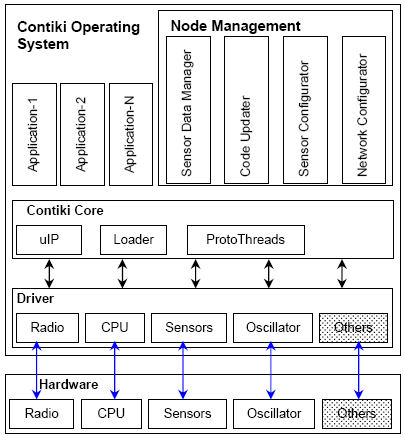 Contiki Operating
System
Node Management
Application-1
Application-2
Application-N
Sensor Data Manager
Code Updater
Sensor Configurator
Network Configurator
Contiki Core
uIP
Loader
ProtoThreads
Driver
Radio
CPU
Sensors
Oscillator
Others
Hardware
Radio
CPU
Sensors
Oscillator
Others